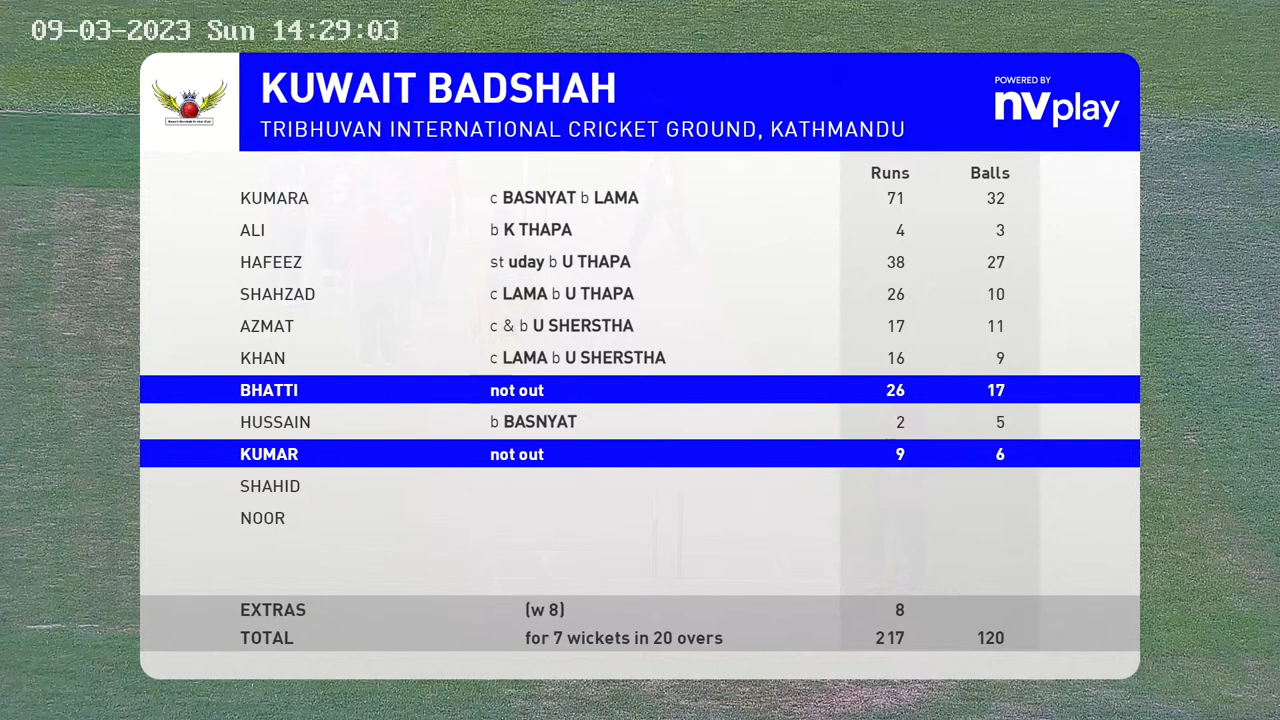 09-03-2023 Sun 14:29:03
KUWAIT BADSHAH
TRIBHUVAN INTERNATIONAL CRICKET GROUND, KATHMANDU
POWERED BY
nvplay
Runs Balls
KUMARA c BASNYAT b LAMA 71 32
ALI b K THAPA 4 3
HAFEEZ st uday b U THAPA 38 27
SHAHZAD c LAMA b U THAPA 26 10
AZMAT c & b U SHERSTHA 17 11
KHAN c LAMA b U SHERSTHA 16 9
BHATTI not out 26 17
HUSSAIN b BASNYAT 2 5
KUMAR not out 9 6
SHAHID
NOOR
EXTRAS (w 8) 8
TOTAL for 7 wickets in 20 overs 217 120